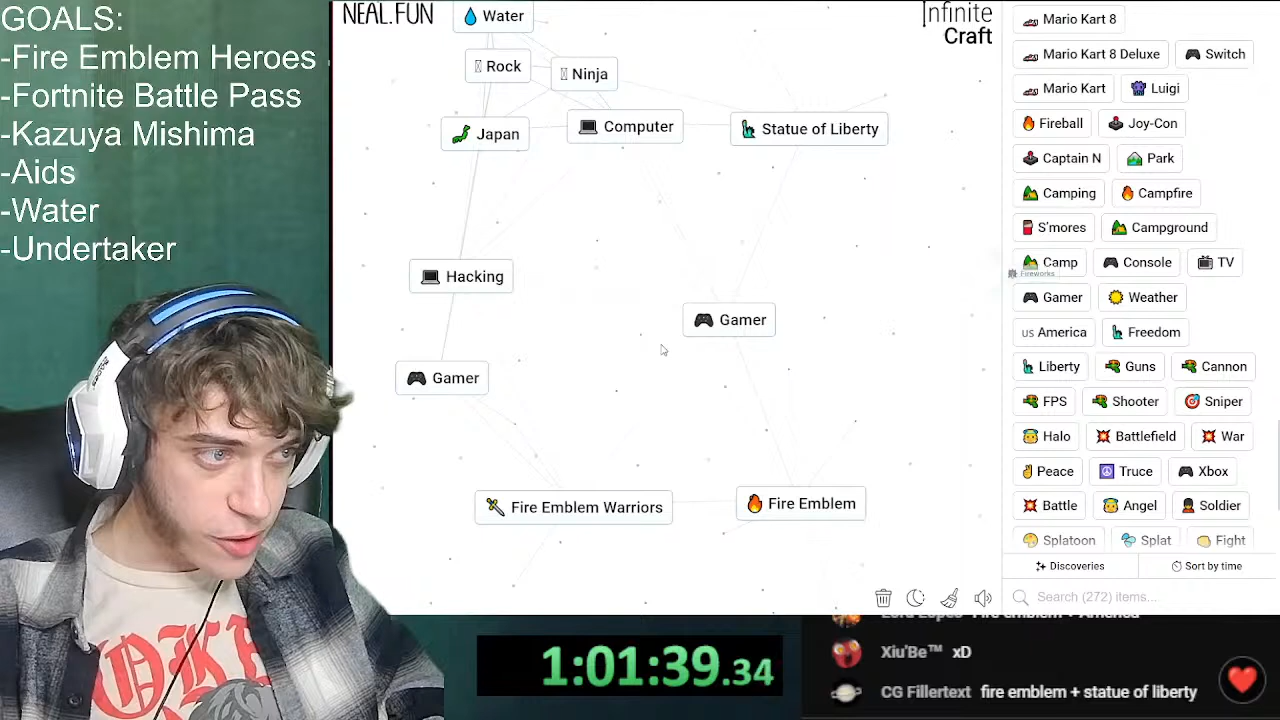 GOALS:
-Fire Emblem Heroes
-Fortnite Battle Pass
-Kazuya Mishima
-Aids
-Water
-Undertaker
NEAL.FUN
Infinite
Craft
Water
Rock
Ninja
Japan
Computer
Statue of Liberty
Hacking
Gamer
Gamer
Fire Emblem Warriors
Fire Emblem
Mario Kart 8
Mario Kart 8 Deluxe Switch
Mario Kart Luigi
Fireball Joy-Con
Captain N Park
Camping Campfire
S'mores Campground
Camp Console TV
Fireworks
Gamer Weather
US America Freedom
Liberty Guns Cannon
FPS Shooter Sniper
Halo Battlefield War
Peace Truce Xbox
Battle Angel Soldier
Splatoon Splat Fight
Discoveries Sort by time
Search (272) items...
1:01:39.34
Xiu'Be™ xD
CG Fillertext fire emblem + statue of liberty